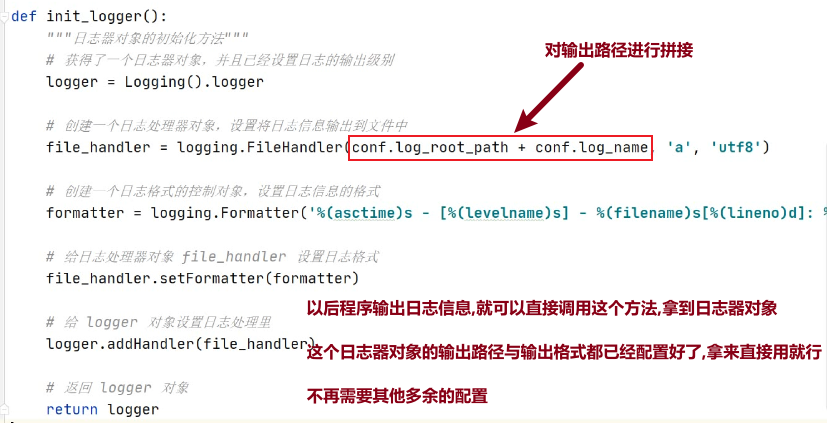 def init_logger():
"""日志器对象的初始化方法"""
# 获得了一个日志器对象，并且已经设置日志的输出级别
logger = Logging().logger
对输出路径进行拼接
# 创建一个日志处理器对象，设置将日志信息输出到文件中
file_handler = logging.FileHandler(conf.log_root_path + conf.log_name, 'a', 'utf8')
# 创建一个日志格式的控制对象，设置日志信息的格式
formatter = logging.Formatter('%(asctime)s - [%(levelname)s] - %(filename)s[%(lineno)d]: %
# 给日志处理器对象 file_handler 设置日志格式
file_handler.setFormatter(formatter)
以后程序输出日志信息,就可以直接调用这个方法,拿到日志器对象
# 给 logger 对象设置日志处理里
logger.addHandler(file_handler)
这个日志器对象的输出路径与输出格式都已经配置好了,拿来直接用就行
# 返回 logger 对象
不再需要其他多余的配置
return logger